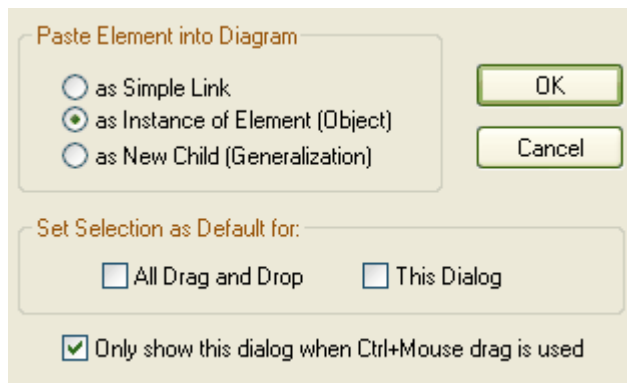 Paste Element into Diagram
as Simple Link
as Instance of Element (Object)
as New Child (Generalization)
OK
Cancel
Set Selection as Default for:
All Drag and Drop
This Dialog
Only show this dialog when Ctrl+Mouse drag is used